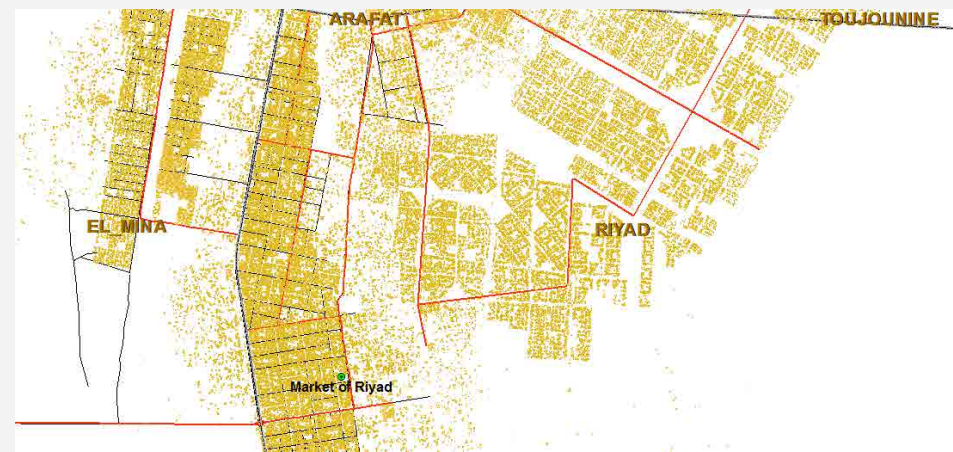 ARAFAT
TOUJOUNINE
EL_MINA
RIYAD
Market of Riyad